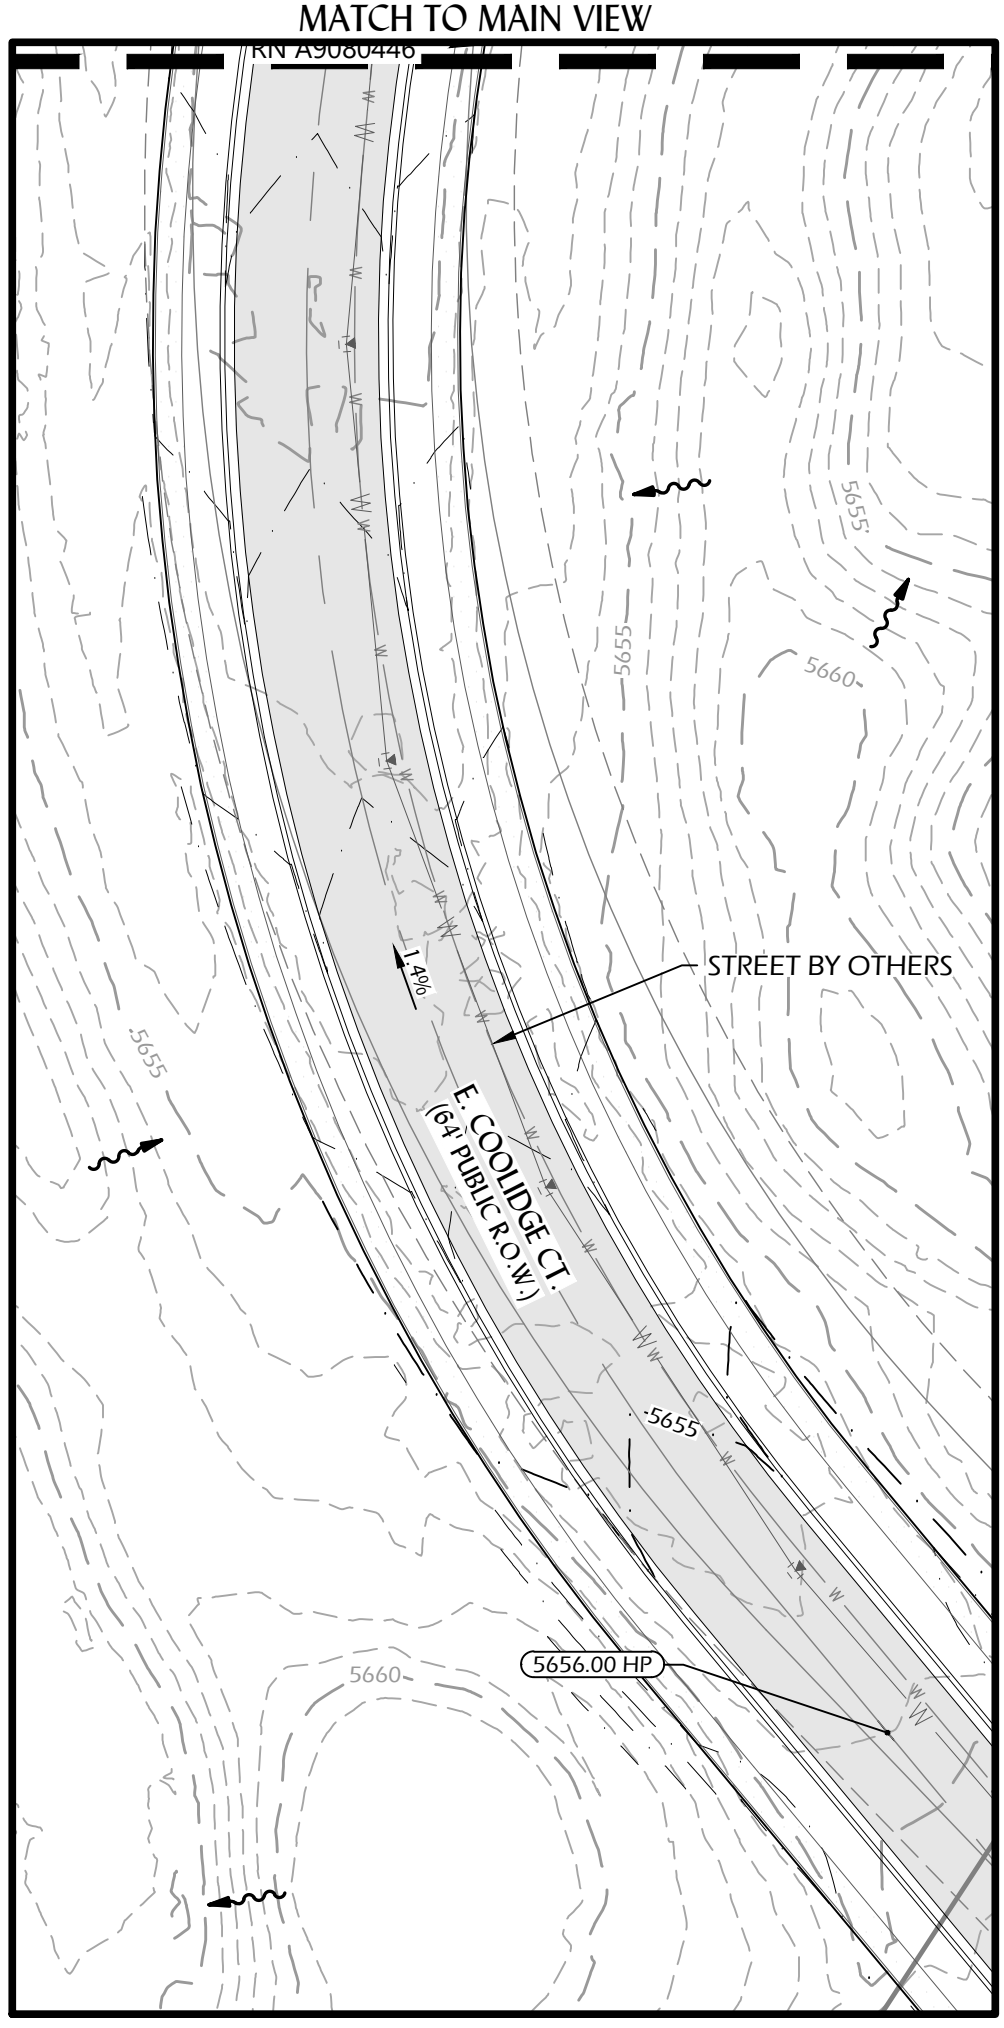 MATCH TO MAIN VIEW
RN A9080446
W
W
W
W
W
W
5655
5655
5660
W
W
W
W
STREET BY OTHERS
1.4%
W
5655
E. COOLIDGE CT.
(64' PUBLIC R.O.W.)
W
W
W
W
5655
W
W
5656.00 HP
5660
W
W